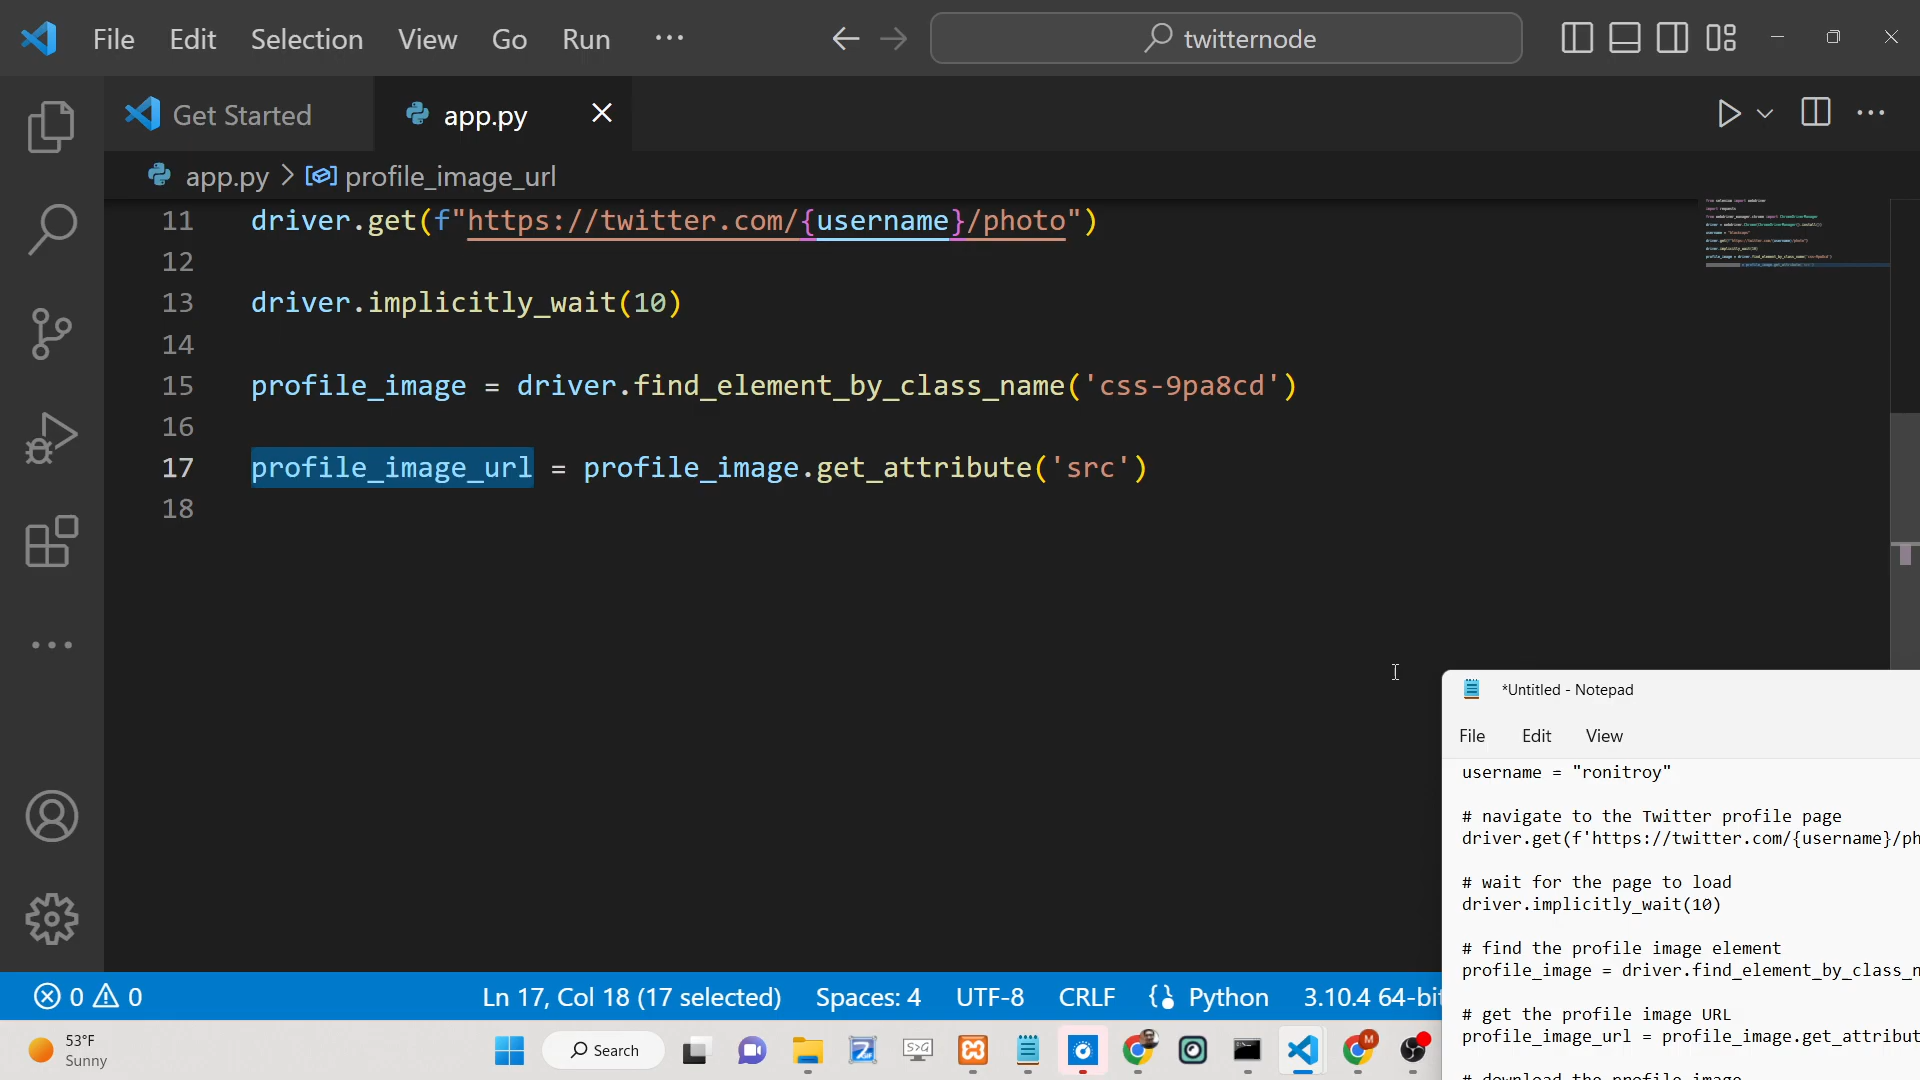 File Edit Selection View Go Run ··· twitternode
Get Started app.py
app.py > profile_image_url
11 driver.get(f"https://twitter.com/{username}/photo")
12
13 driver.implicitly_wait(10)
14
15 profile_image = driver.find_element_by_class_name('css-9pa8cd')
16
17 profile_image_url = profile_image.get_attribute('src')
18
*Untitled - Notepad
File Edit View
username = "ronitroy"
# navigate to the Twitter profile page
driver.get(f'https://twitter.com/{username}/ph
# wait for the page to load
driver.implicitly_wait(10)
# find the profile image element
profile_image = driver.find_element_by_class_n
# get the profile image URL
profile_image_url = profile_image.get_attribut
# download the profile image
0 0 Ln 17, Col 18 (17 selected) Spaces: 4 UTF-8 CRLF Python 3.10.4 64-bit
53°F
Sunny
Search